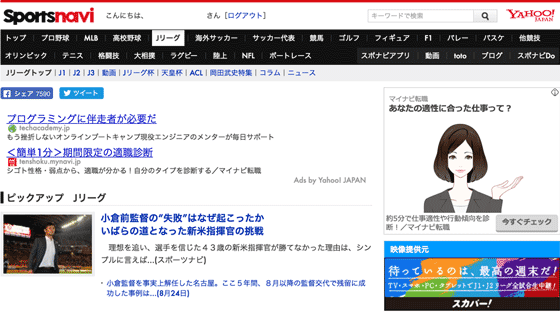 Sportsnavi
こんにちは、 さん [ログアウト]
キーワードで検索
YAHOO! JAPAN
トップ プロ野球 MLB 高校野球 Jリーグ 海外サッカー サッカー代表 競馬 ゴルフ フィギュア F1 バレー バスケ 他競技
オリンピック テニス 格闘技 大相撲 ラグビー 陸上 NFL ボートレース スポナビアプリ 動画 toto ブログ スポナビDo
Jリーグトップ | J1 | J2 | J3 | 動画 | Jリーグ杯 | 天皇杯 | ACL | 岡田武史特集 | コラム | ニュース
シェア 7590 ツイート
プログラミングに伴走者が必要だ
techacademy.jp
もう挫折しないオンラインブートキャンプ現役エンジニアのメンターが毎日サポート
＜簡単1分＞期間限定の適職診断
tenshoku.mynavi.jp
シゴト性格・弱点から、適職が分かる！自分のタイプを診断する／マイナビ転職
Ads by Yahoo! JAPAN
ピックアップ Jリーグ
小倉前監督の“失敗”はなぜ起こったか
いばらの道となった新米指揮官の挑戦
理想を追い、選手を信じた４３歳の新米指揮官が勝てなかった理由は、シン
プルに言えば…(スポーツナビ)
・小倉監督を事実上解任した名古屋。ここ５年間、８月以降の監督交代で残留に成
功した事例は…(8月24日)
マイナビ転職
あなたの適性に合った仕事って？
約5分で仕事適性や行動傾向を診
断！／マイナビ転職
今すぐチェック
映像提供元
待っているのは、最高の週末だ!
TV・スマホ・PC・タブレットでJ1・J2リーグ全試合生中継!
スカパー!